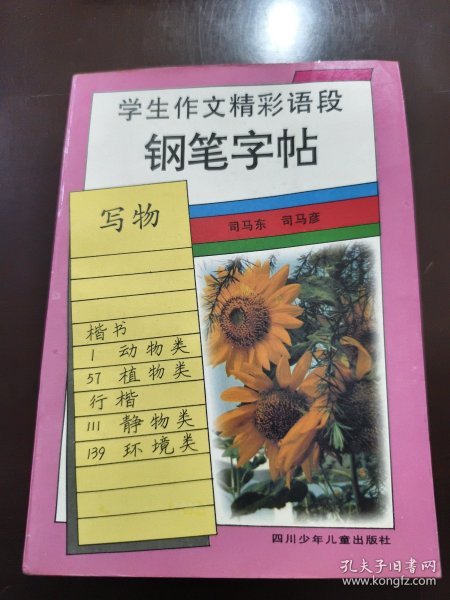 学生作文精彩语段
钢笔字帖
写物
司马东 司马彦
楷书
1 动物类
57 植物类
行楷
111 静物类
139 环境类
四川少年儿童出版社
孔夫子旧书网
www.kongfz.com